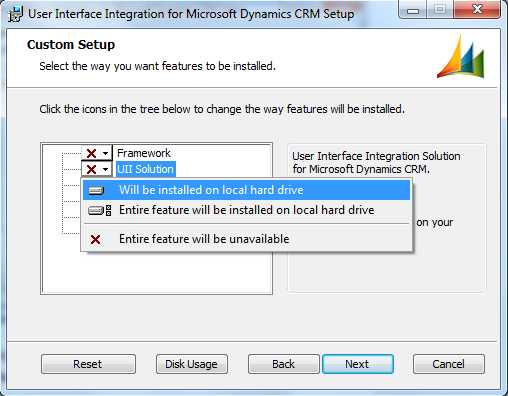 User Interface Integration for Microsoft Dynamics CRM Setup
Custom Setup
Select the way you want features to be installed.
Click the icons in the tree below to change the way features will be installed.
Framework
UII Solution
User Interface Integration Solution
for Microsoft Dynamics CRM.
Will be installed on local hard drive
Entire feature will be installed on local hard drive
on your
Entire feature will be unavailable
Reset
Disk Usage
Back
Next
Cancel